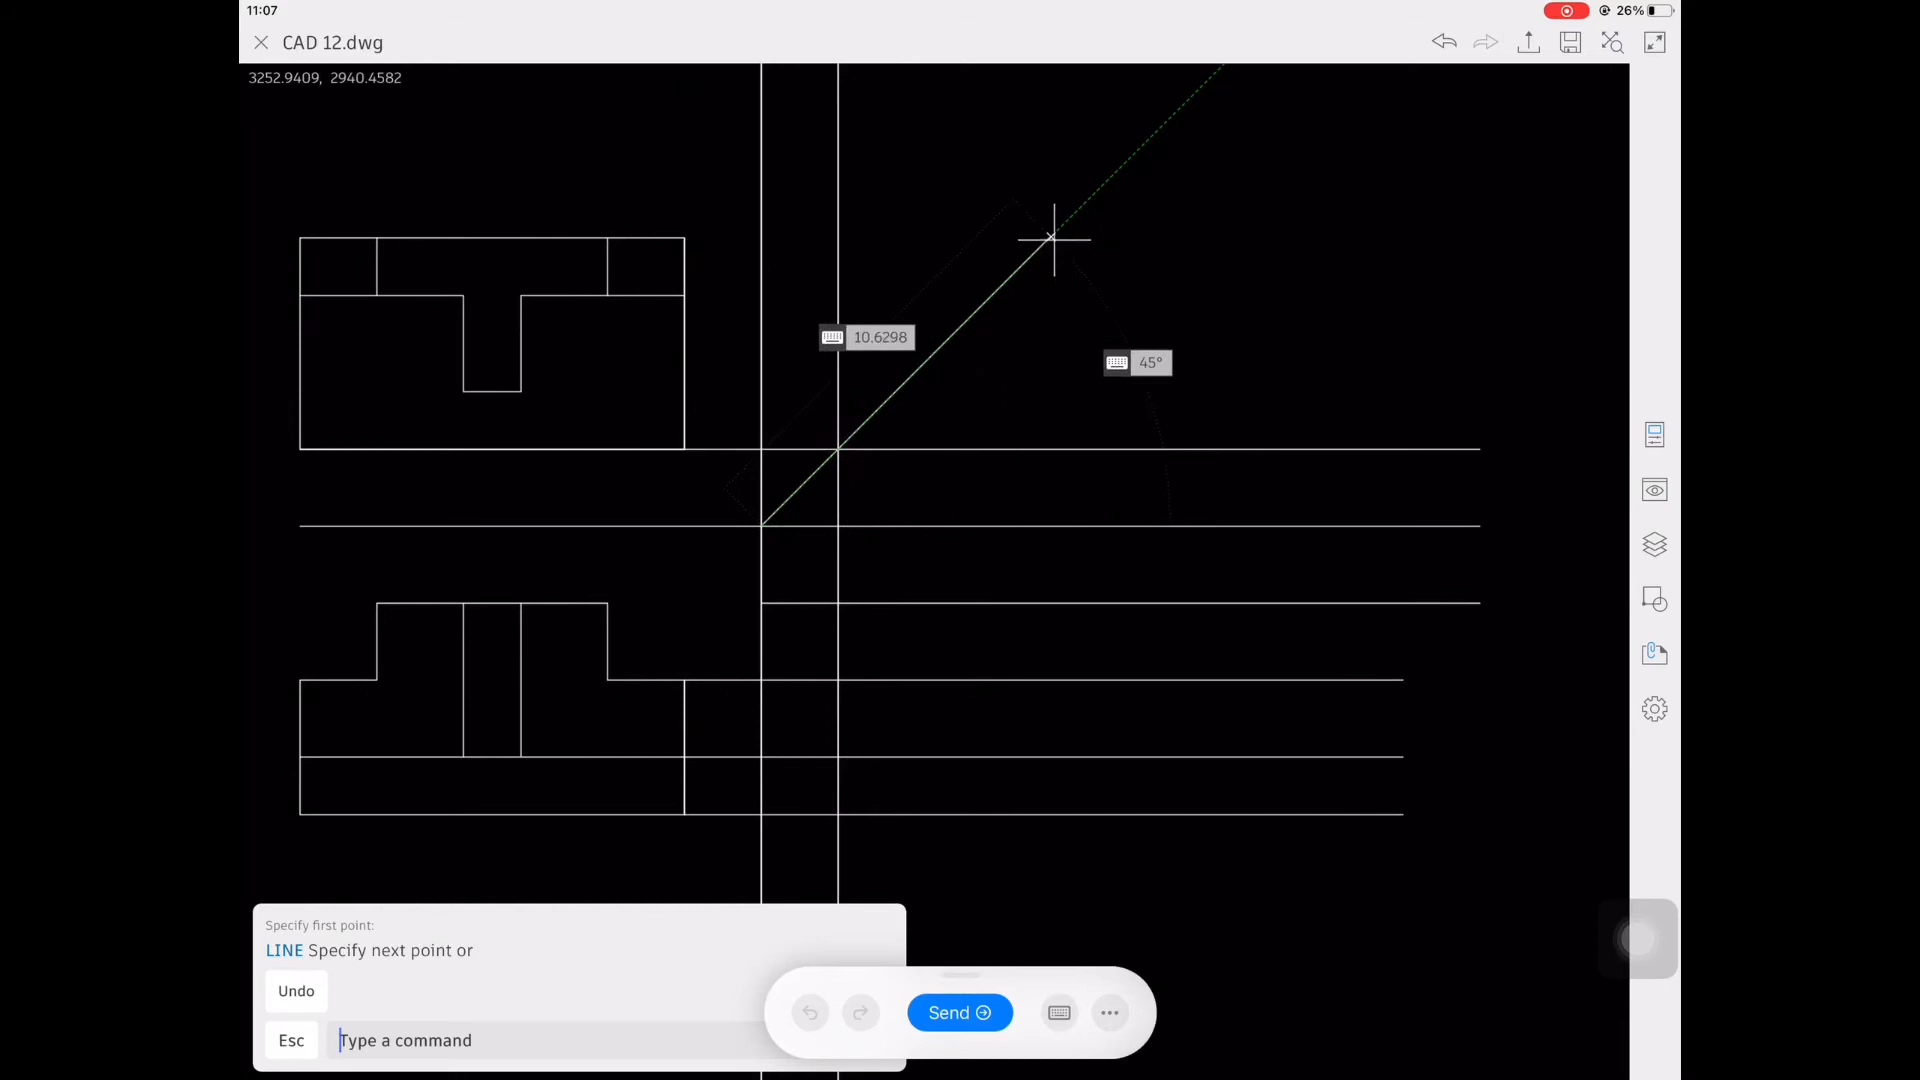 11:07
26%
CAD 12.dwg
3252.9409, 2940.4582
10.6298
45°
Specify first point:
LINE Specify next point or
Undo
Send
Esc
Type a command